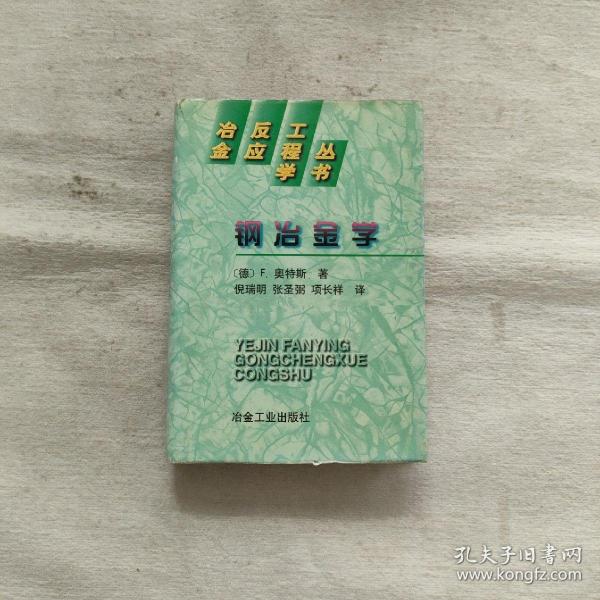 冶金反应工程学丛书
钢冶金学
〔德〕 F. 奥特斯 著
倪瑞明 张圣弼 项长祥 译
YEJIN FANYING
GONGCHENGXUE
CONGSHU
冶金工业出版社
孔夫子旧书网
www.kongfz.com